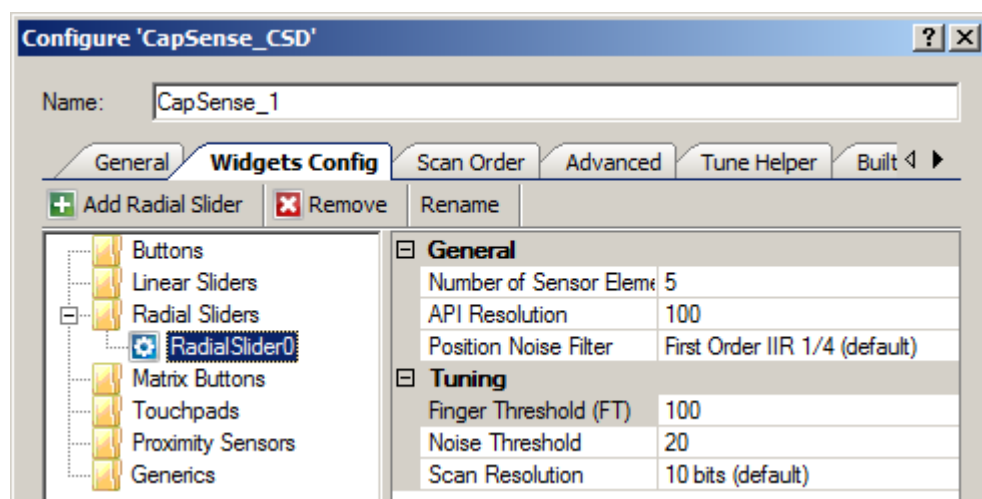 Configure 'CapSense_CSD'
Name: CapSense_1
General Widgets Config Scan Order Advanced Tune Helper Built
Add Radial Slider Remove Rename
Buttons
Linear Sliders
Radial Sliders
RadialSlider0
Matrix Buttons
Touchpads
Proximity Sensors
Generics
General
Number of Sensor Eleme 5
API Resolution 100
Position Noise Filter First Order IIR 1/4 (default)
Tuning
Finger Threshold (FT) 100
Noise Threshold 20
Scan Resolution 10 bits (default)